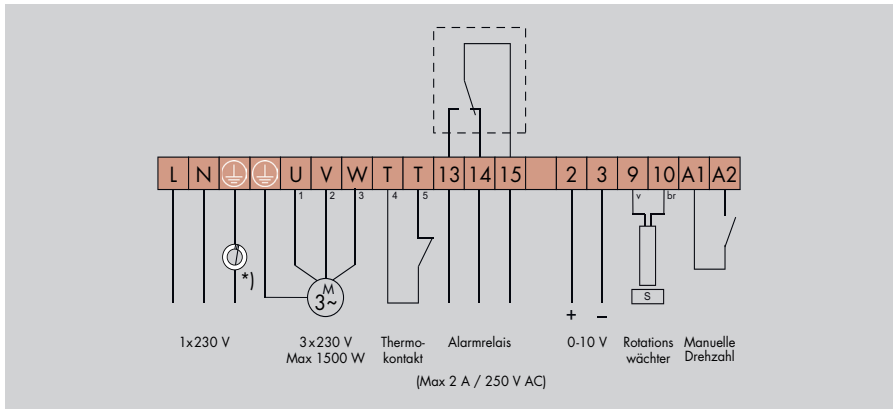 L N U V W T T 13 14 15 2 3 9 10 A1 A2
1 2 3 4 5 v br
*)
M
3~
S
+ –
1x230 V
3x230 V
Max 1500 W
Thermo-
kontakt
Alarmrelais
(Max 2 A / 250 V AC)
0-10 V
Rotations
wächter
Manuelle
Drehzahl